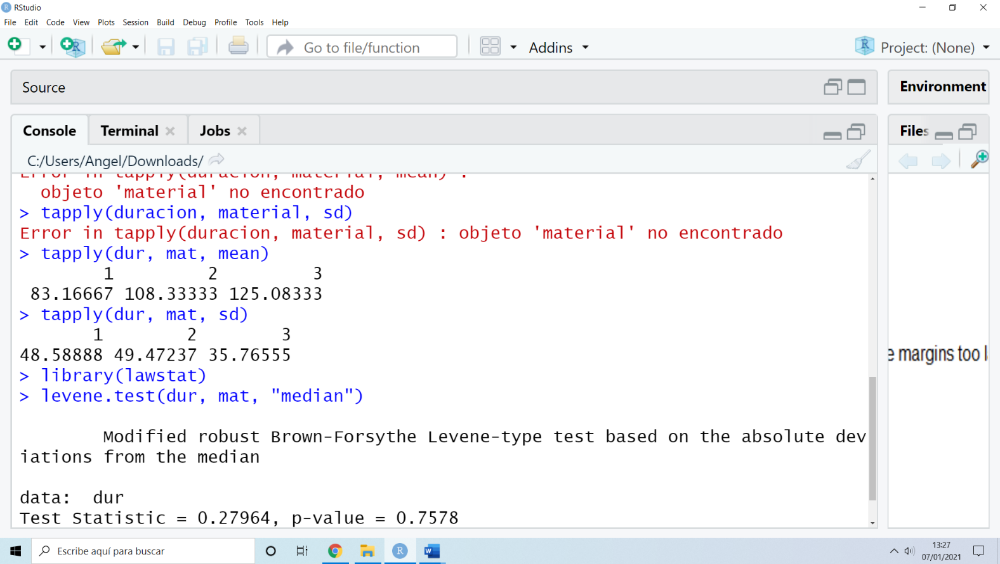 RStudio
File Edit Code View Plots Session Build Debug Profile Tools Help
Go to file/function Addins Project: (None)
Source
Environment
Console Terminal Jobs
Files
C:/Users/Angel/Downloads/
Error in tapply(duracion, material, mean) :
objeto 'material' no encontrado
> tapply(duracion, material, sd)
Error in tapply(duracion, material, sd) : objeto 'material' no encontrado
> tapply(dur, mat, mean)
1 2 3
83.16667 108.33333 125.08333
> tapply(dur, mat, sd)
1 2 3
48.58888 49.47237 35.76555
> library(lawstat)
> levene.test(dur, mat, "median")
Modified robust Brown-Forsythe Levene-type test based on the absolute dev
iations from the median
data: dur
Test Statistic = 0.27964, p-value = 0.7578
e margins too l
Escribe aquí para buscar
13:27
07/01/2021